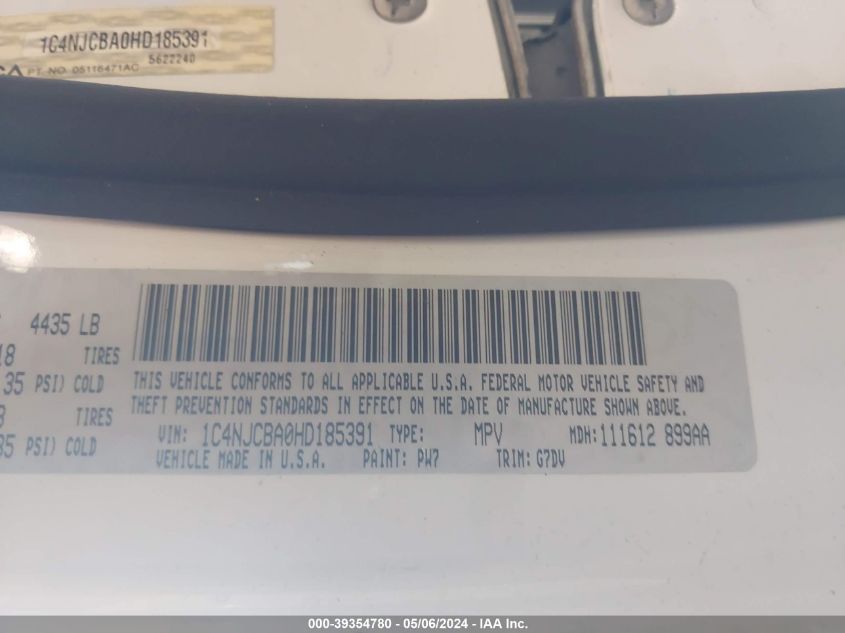 1C4NJCBA0HD185391
5622240
PT. NO. 05116471AC
4435 LB
18 TIRES
35 PSI) COLD
TIRES
35 PSI) COLD
THIS VEHICLE CONFORMS TO ALL APPLICABLE U.S.A. FEDERAL MOTOR VEHICLE SAFETY AND
THEFT PREVENTION STANDARDS IN EFFECT ON THE DATE OF MANUFACTURE SHOWN ABOVE.
VIN: 1C4NJCBA0HD185391 TYPE: MPV MDH: 111612 899AA
VEHICLE MADE IN U.S.A. PAINT: PW7 TRIM: G7DV
000-39354780 - 05/06/2024 - IAA Inc.